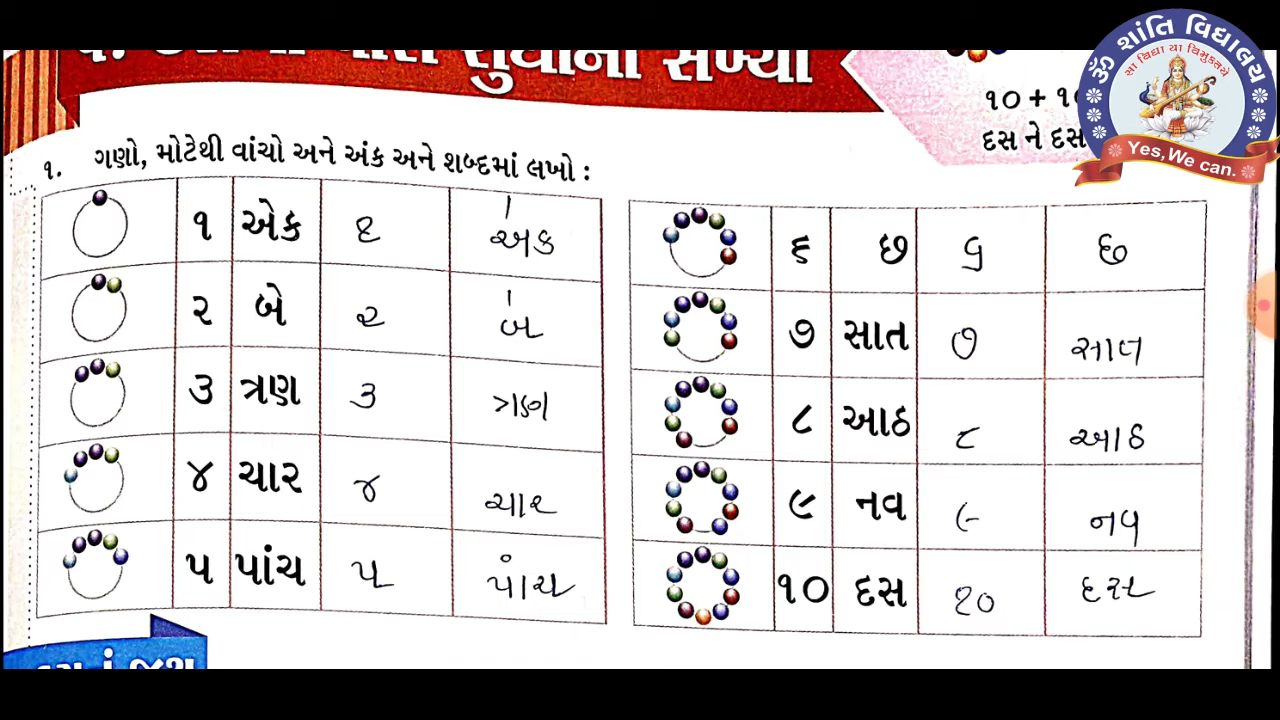 સુધીની સંખ્યા
ૐ શાંતિ વિદ્યાલય
સા વિદ્યા યા વિમુક્તયે
Yes, We can.
૧૦ + ૧૦
દસ ને દસ
૧. ગણો, મોટેથી વાંચો અને અંક અને શબ્દમાં લખો :
૧ એક ૧ એક
૨ બે ૨ બે
૩ ત્રણ ૩ ત્રણ
૪ ચાર ૪ ચાર
૫ પાંચ ૫ પાંચ
૬ છ ૬ છ
૭ સાત ૭ સાત
૮ આઠ ૮ આઠ
૯ નવ ૯ નવ
૧૦ દસ ૧૦ દસ